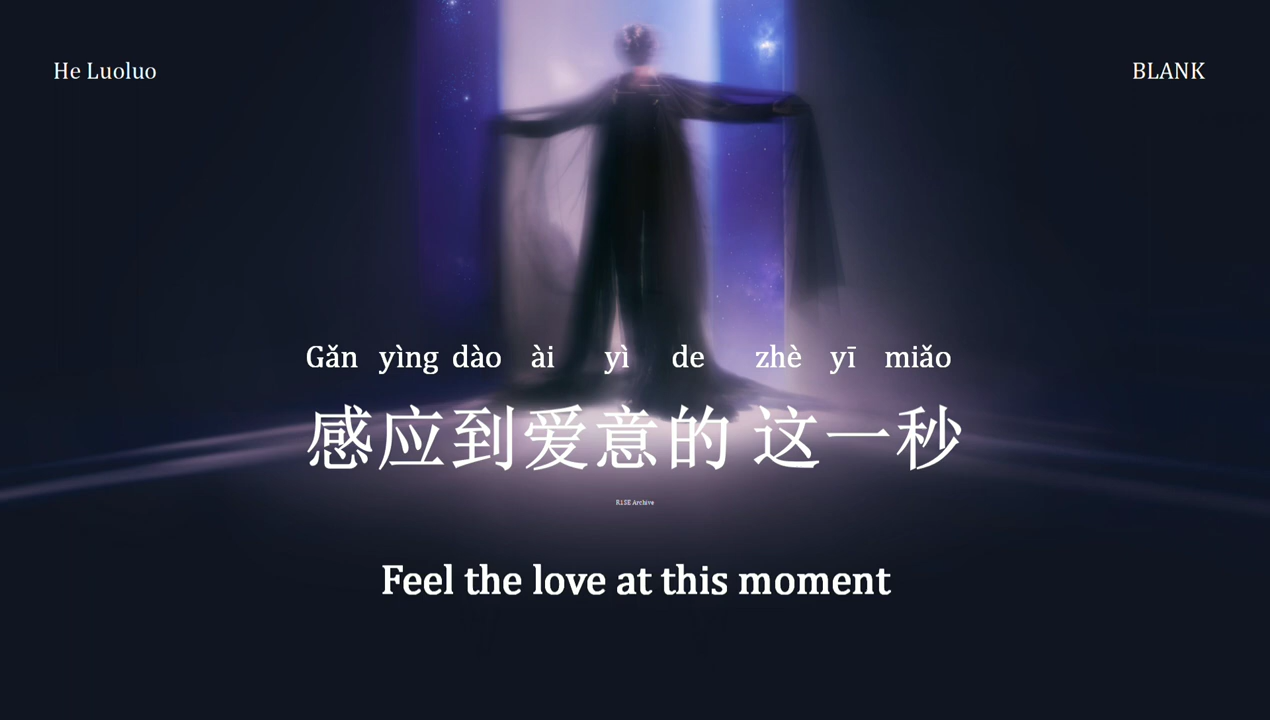 He Luoluo
BLANK
Gǎn yìng dào ài yì de zhè yī miǎo
感应到爱意的 这一秒
R1SE Archive
Feel the love at this moment